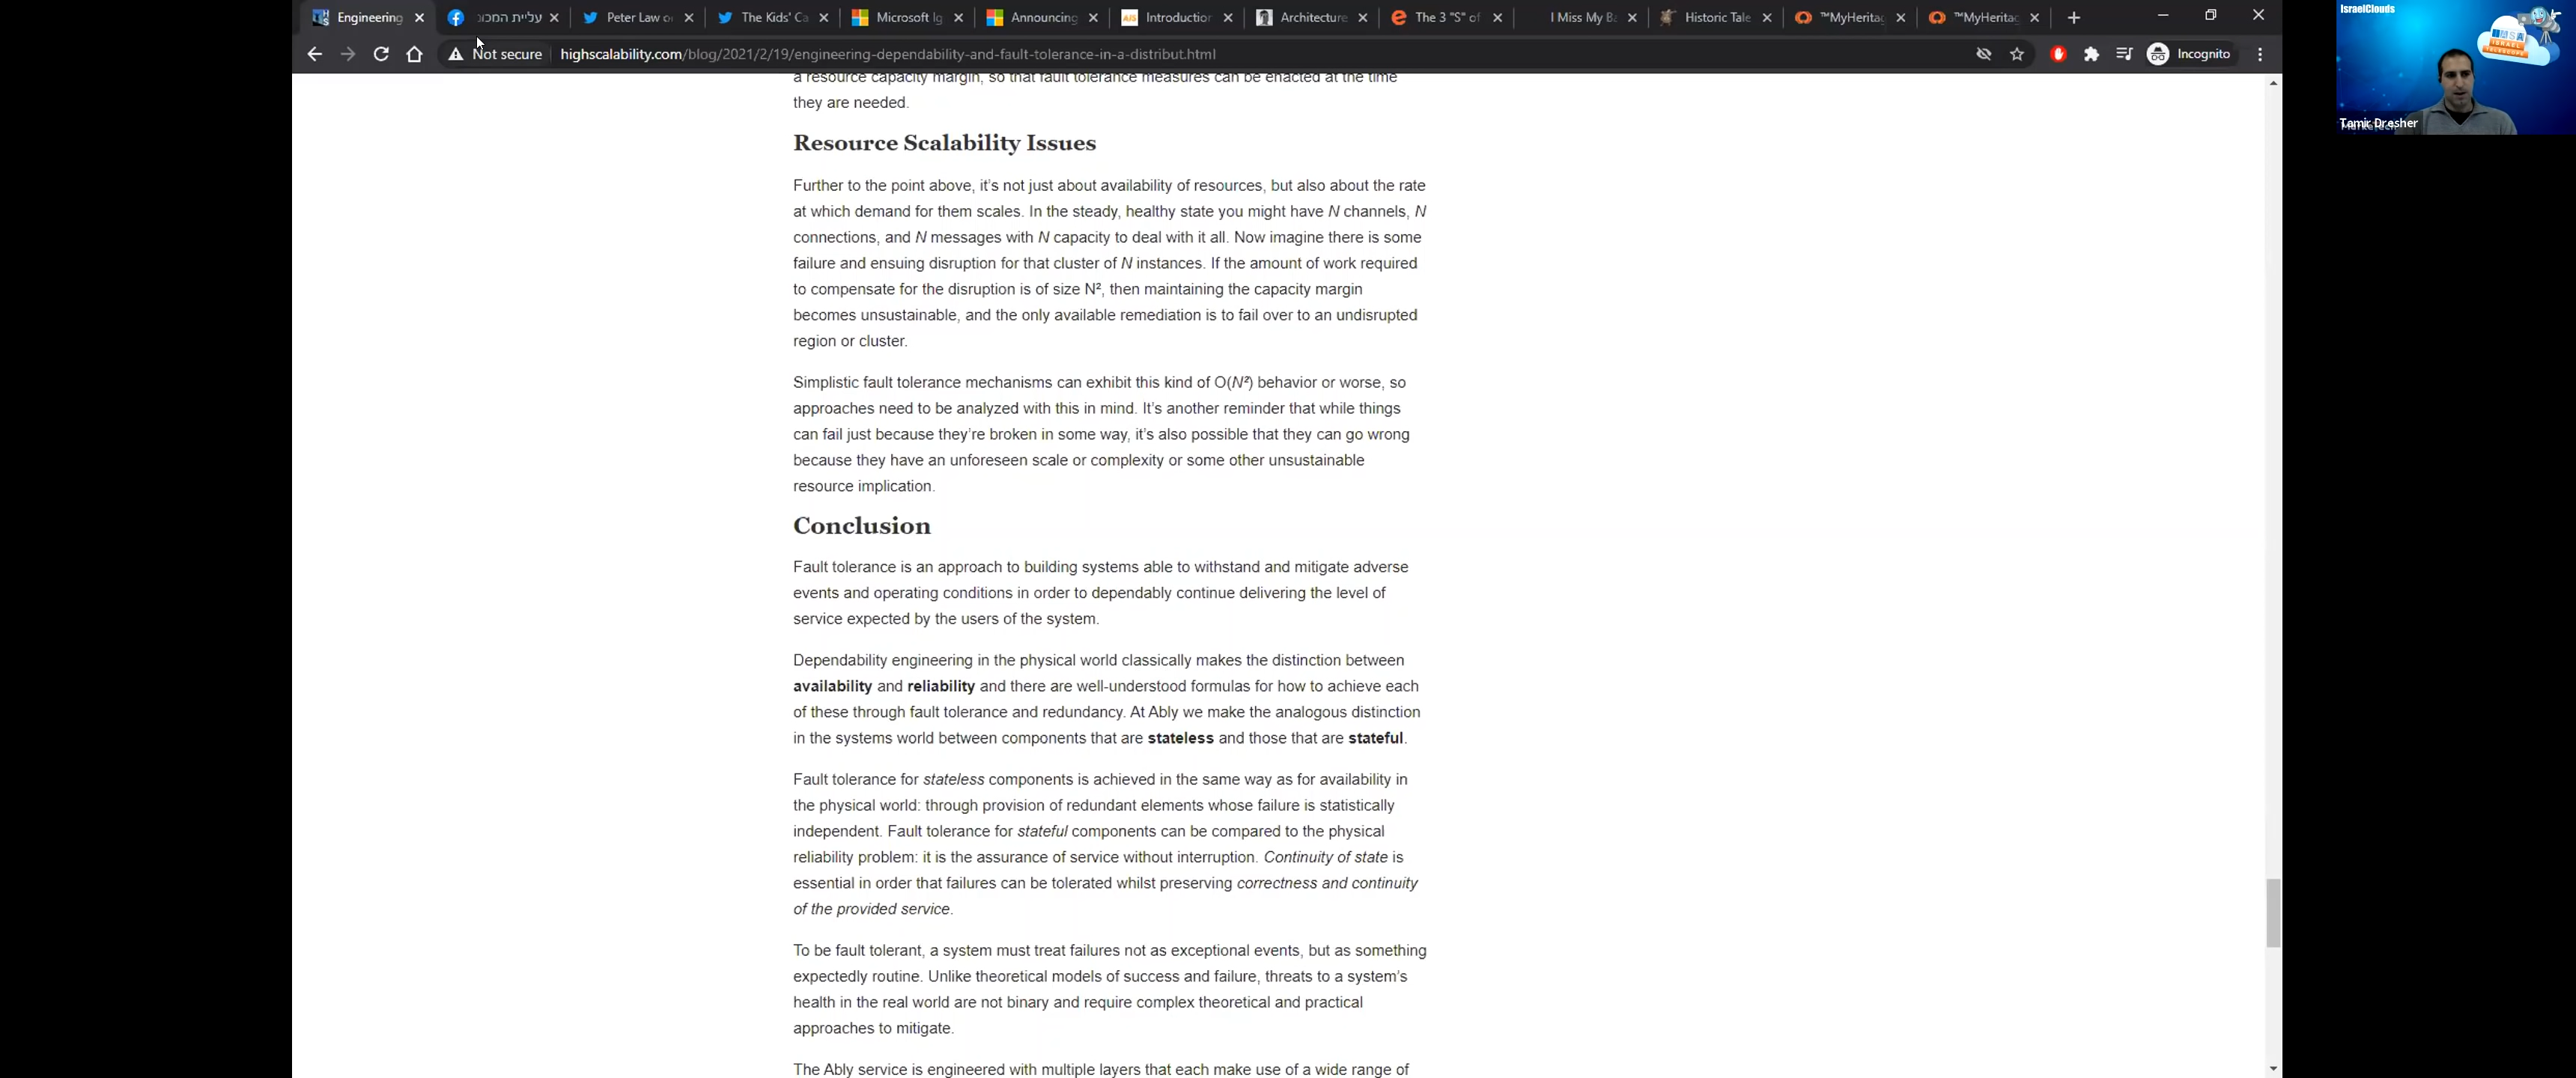 Engineering
עליית המכונ
Peter Law o
The Kids' Ca
Microsoft Ig
Announcing
Introduction
Architecture
The 3 "S" of
I Miss My Ba
Historic Tale
™MyHeritag
™MyHeritag
Not secure
highscalability.com/blog/2021/2/19/engineering-dependability-and-fault-tolerance-in-a-distribut.html
Incognito
IsraelClouds
Tamir Dresher
a resource capacity margin, so that fault tolerance measures can be enacted at the time
they are needed.
Resource Scalability Issues
Further to the point above, it's not just about availability of resources, but also about the rate
at which demand for them scales. In the steady, healthy state you might have N channels, N
connections, and N messages with N capacity to deal with it all. Now imagine there is some
failure and ensuing disruption for that cluster of N instances. If the amount of work required
to compensate for the disruption is of size N², then maintaining the capacity margin
becomes unsustainable, and the only available remediation is to fail over to an undisrupted
region or cluster.
Simplistic fault tolerance mechanisms can exhibit this kind of O(N²) behavior or worse, so
approaches need to be analyzed with this in mind. It's another reminder that while things
can fail just because they're broken in some way, it's also possible that they can go wrong
because they have an unforeseen scale or complexity or some other unsustainable
resource implication.
Conclusion
Fault tolerance is an approach to building systems able to withstand and mitigate adverse
events and operating conditions in order to dependably continue delivering the level of
service expected by the users of the system.
Dependability engineering in the physical world classically makes the distinction between
availability and reliability and there are well-understood formulas for how to achieve each
of these through fault tolerance and redundancy. At Ably we make the analogous distinction
in the systems world between components that are stateless and those that are stateful.
Fault tolerance for stateless components is achieved in the same way as for availability in
the physical world: through provision of redundant elements whose failure is statistically
independent. Fault tolerance for stateful components can be compared to the physical
reliability problem: it is the assurance of service without interruption. Continuity of state is
essential in order that failures can be tolerated whilst preserving correctness and continuity
of the provided service.
To be fault tolerant, a system must treat failures not as exceptional events, but as something
expectedly routine. Unlike theoretical models of success and failure, threats to a system's
health in the real world are not binary and require complex theoretical and practical
approaches to mitigate.
The Ably service is engineered with multiple layers that each make use of a wide range of